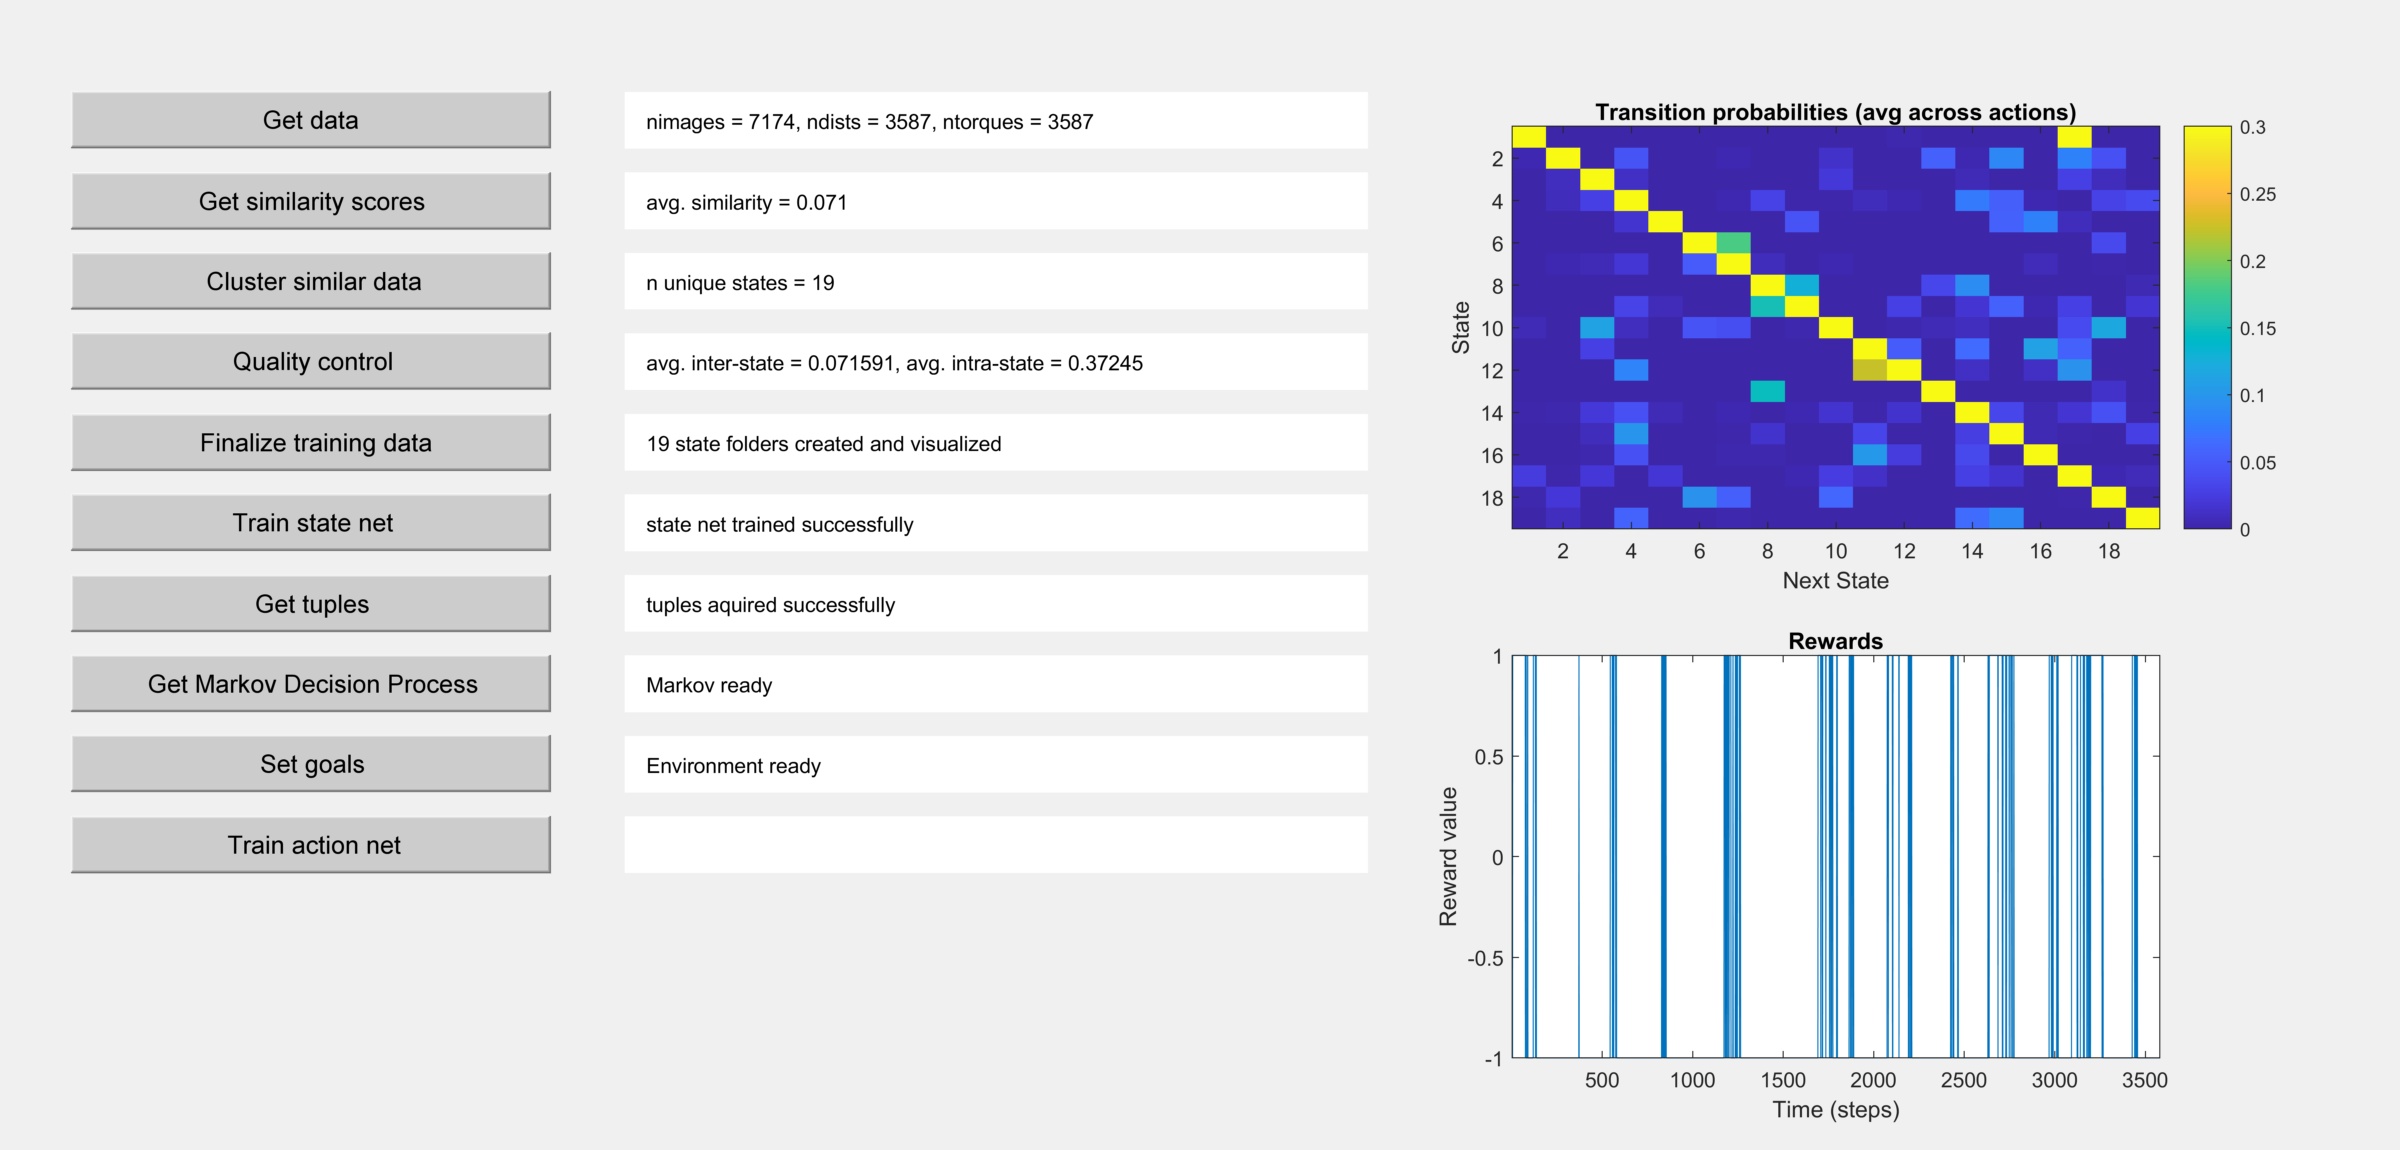 Get data
nimages = 7174, ndists = 3587, ntorques = 3587
Get similarity scores
avg. similarity = 0.071
Cluster similar data
n unique states = 19
Quality control
avg. inter-state = 0.071591, avg. intra-state = 0.37245
Finalize training data
19 state folders created and visualized
Train state net
state net trained successfully
Get tuples
tuples aquired successfully
Get Markov Decision Process
Markov ready
Set goals
Environment ready
Train action net
Transition probabilities (avg across actions)
State
2
4
6
8
10
12
14
16
18
2 4 6 8 10 12 14 16 18
Next State
0.3
0.25
0.2
0.15
0.1
0.05
0
Rewards
Reward value
1
0.5
0
-0.5
-1
500 1000 1500 2000 2500 3000 3500
Time (steps)